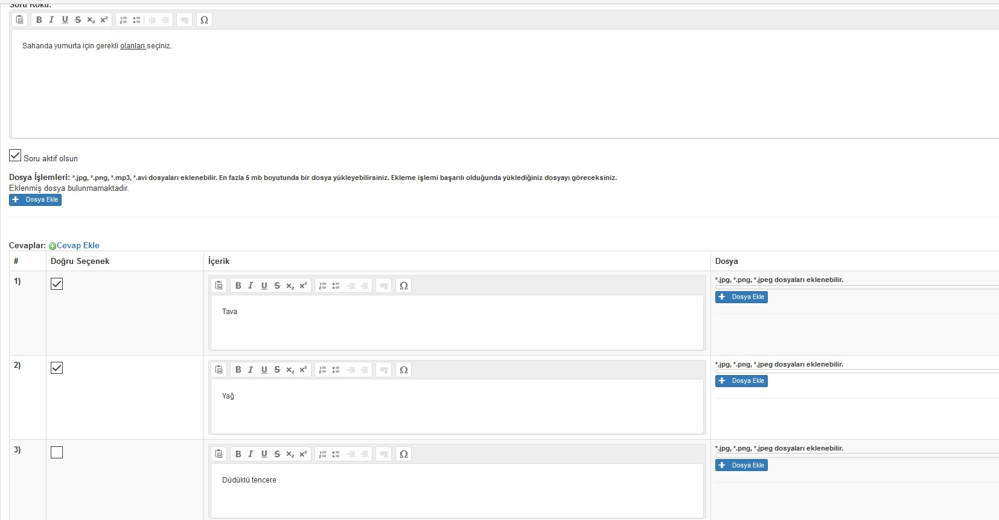 Soru Kökü:
Sahanda yumurta için gerekli olanları seçiniz..
Soru aktif olsun
Dosya İşlemleri: *.jpg, *.png, *.mp3, *.avi dosyaları eklenebilir. En fazla 5 mb boyutunda bir dosya yükleyebilirsiniz. Ekleme işlemi başarılı olduğunda yüklediğiniz dosyayı göreceksiniz.
Eklenmiş dosya bulunmamaktadır.
Dosya Ekle
Cevaplar: Cevap Ekle
# Doğru Seçenek İçerik Dosya
1)
*.jpg, *.png, *.jpeg dosyaları eklenebilir.
Dosya Ekle
Tava
2)
*.jpg, *.png, *.jpeg dosyaları eklenebilir.
Dosya Ekle
Yağ
3)
*.jpg, *.png, *.jpeg dosyaları eklenebilir.
Dosya Ekle
Düdüklü tencere